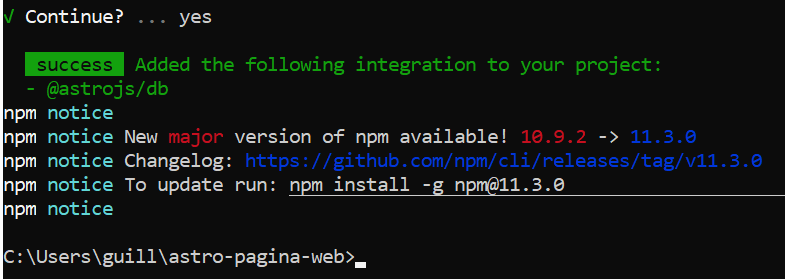 √ Continue? ... yes
success Added the following integration to your project:
- @astrojs/db
npm notice
npm notice New major version of npm available! 10.9.2 -> 11.3.0
npm notice Changelog: https://github.com/npm/cli/releases/tag/v11.3.0
npm notice To update run: npm install -g npm@11.3.0
npm notice
C:\Users\guill\astro-pagina-web>